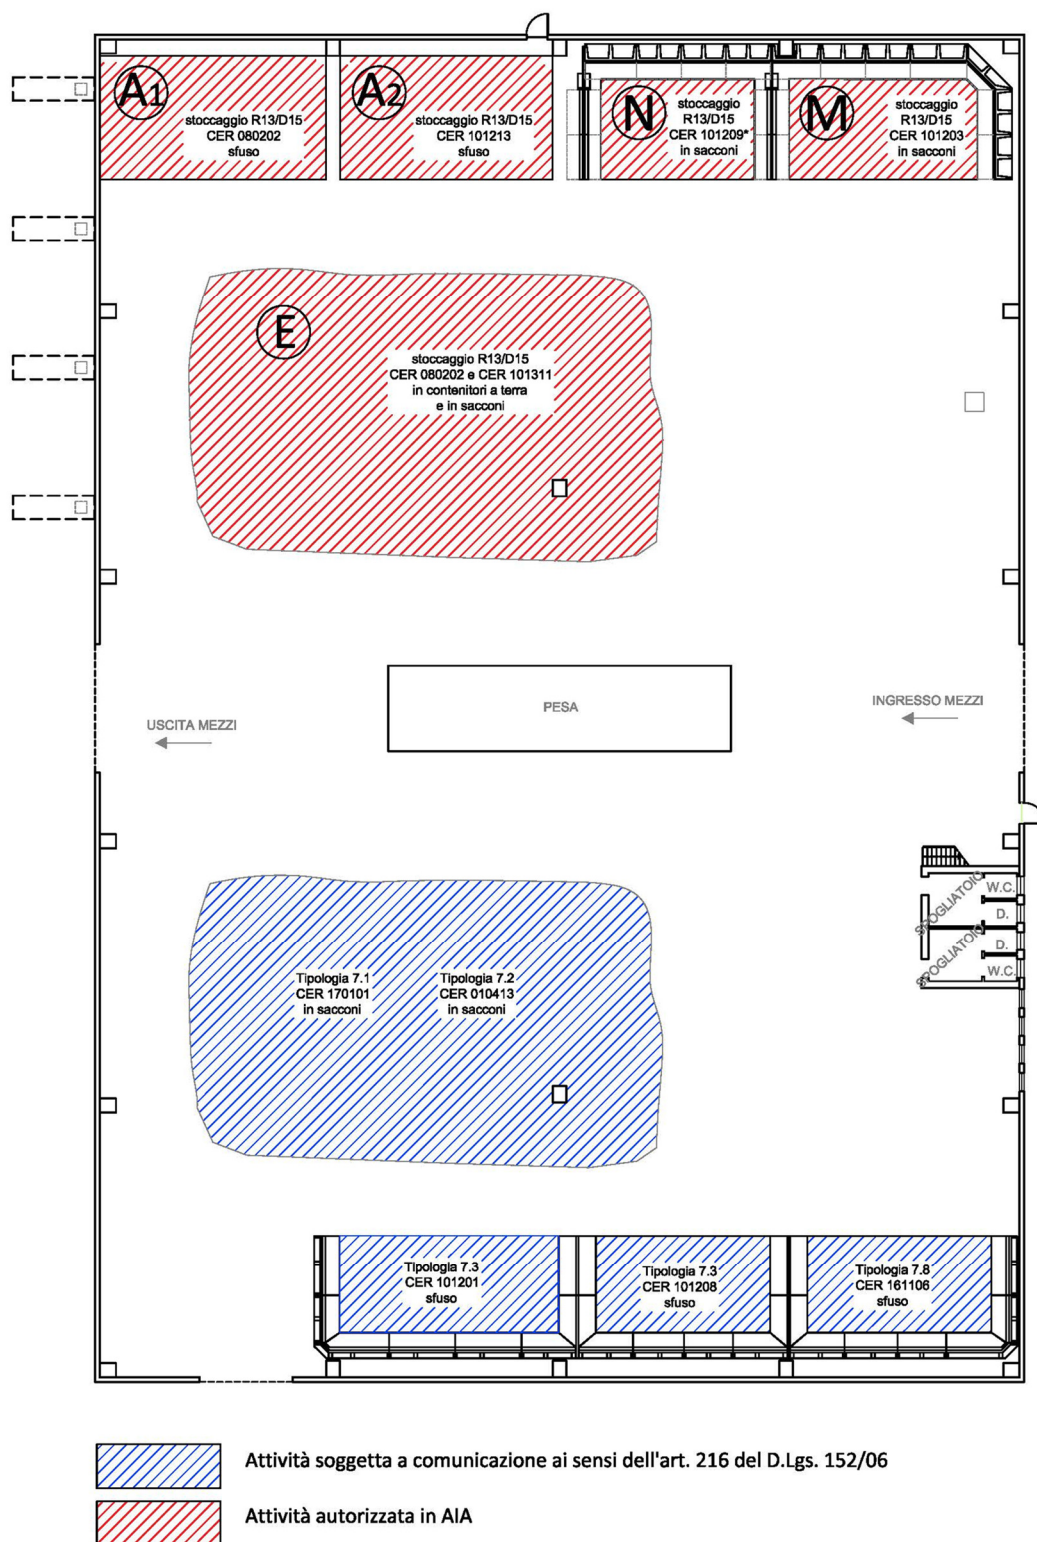 A1
stoccaggio R13/D15
CER 080202
sfuso
A2
stoccaggio R13/D15
CER 101213
sfuso
N
stoccaggio
R13/D15
CER 101209*
in sacconi
M
stoccaggio
R13/D15
CER 101203
in sacconi
E
stoccaggio R13/D15
CER 080202 e CER 101311
in contenitori a terra
e in sacconi
USCITA MEZZI
PESA
INGRESSO MEZZI
SPOGLIATOIO
W.C.
D.
SPOGLIATOIO
D.
W.C.
Tipologia 7.1
CER 170101
in sacconi
Tipologia 7.2
CER 010413
in sacconi
Tipologia 7.3
CER 101201
sfuso
Tipologia 7.3
CER 101208
sfuso
Tipologia 7.8
CER 161106
sfuso
Attività soggetta a comunicazione ai sensi dell'art. 216 del D.Lgs. 152/06
Attività autorizzata in AIA